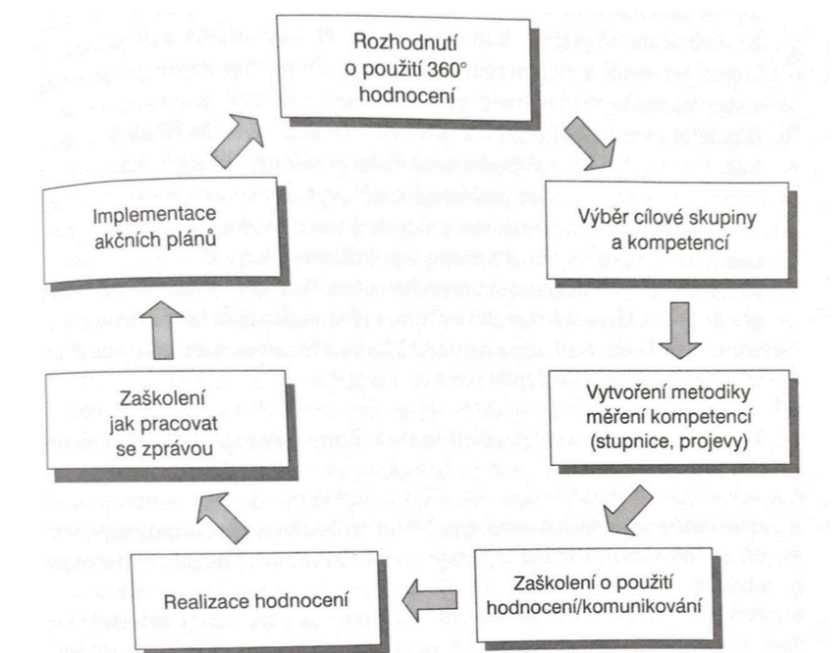 Rozhodnutí
o použití 360°
hodnocení
Výběr cílové skupiny
a kompetencí
Vytvoření metodiky
měření kompetencí
(stupnice, projevy)
Zaškolení o použití
hodnocení/komunikování
Realizace hodnocení
Zaškolení
jak pracovat
se zprávou
Implementace
akčních plánů